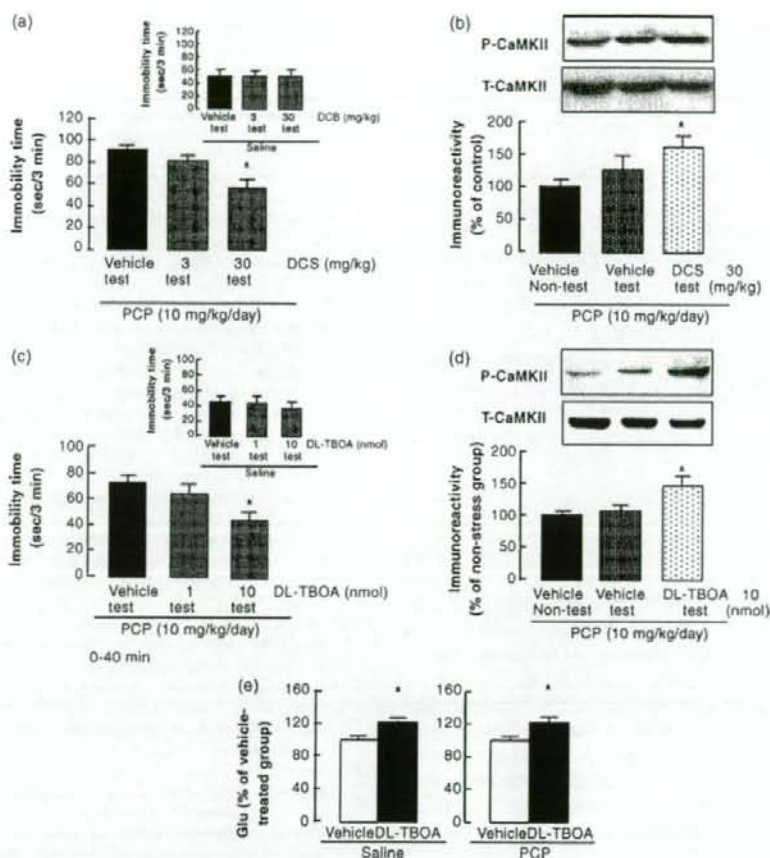 (a)
Immobility time
(sec/3 min)
120
100
80
60
40
20
0
Vehicle 3 30 DCB (mg/kg)
test test test
Saline
Immobility time
(sec/3 min)
100
80
60
40
20
0
*
Vehicle 3 30 DCS (mg/kg)
test test test
PCP (10 mg/kg/day)
(b)
P-CaMKII
T-CaMKII
Immunoreactivity
(% of control)
200
150
100
50
0
*
Vehicle Vehicle DCS 30
Non-test test test (mg/kg)
PCP (10 mg/kg/day)
(c)
Immobility time
(sec/3 min)
120
100
80
60
40
20
0
Vehicle 1 10 DL-TBOA (nmol)
test test test
Saline
Immobility time
(sec/3 min)
100
80
60
40
20
0
*
Vehicle 1 10 DL-TBOA (nmol)
test test test
PCP (10 mg/kg/day)
0-40 min
(d)
P-CaMKII
T-CaMKII
Immunoreactivity
(% of non-stress group)
200
150
100
50
0
*
Vehicle Vehicle DL-TBOA 10
Non-test test test (nmol)
PCP (10 mg/kg/day)
(e)
Glu (% of vehicle-
treated group)
160
120
80
40
0
*
VehicleDL-TBOA
Saline
160
120
80
40
0
*
VehicleDL-TBOA
PCP